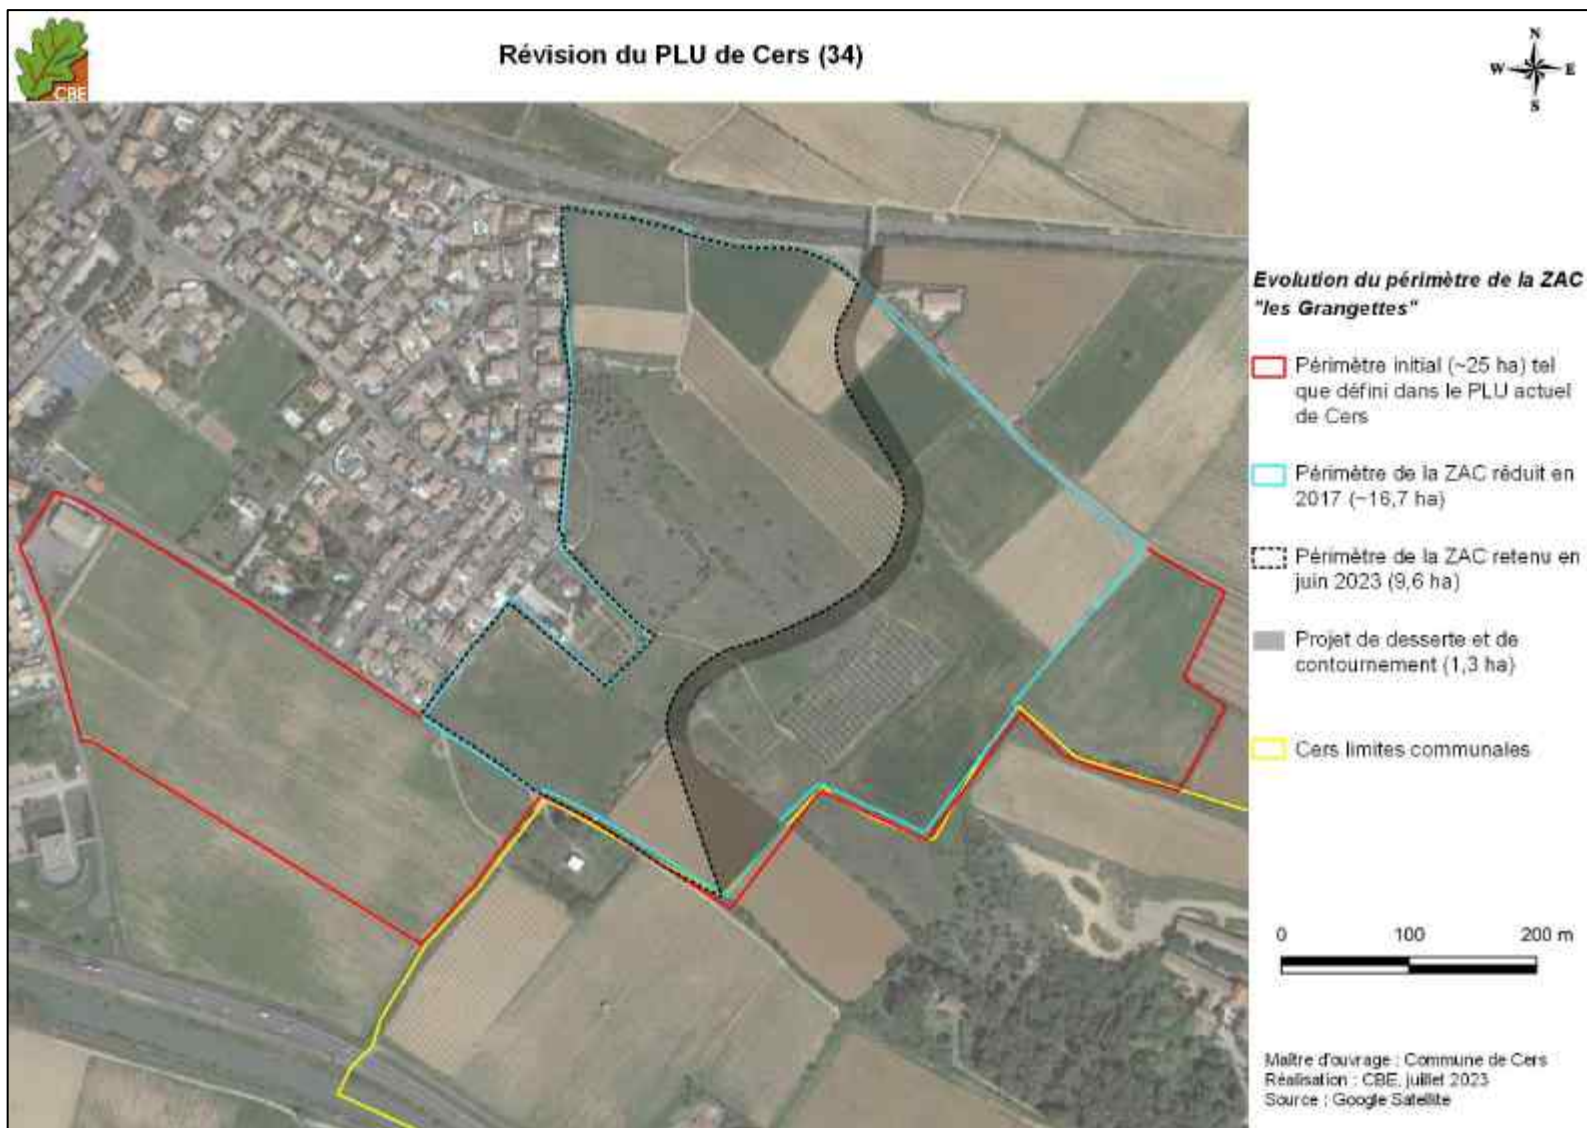 CBE
Révision du PLU de Cers (34)
N
W E
S
Evolution du périmètre de la ZAC
"les Grangettes"
Périmètre initial (~25 ha) tel
que défini dans le PLU actuel
de Cers
Périmètre de la ZAC réduit en
2017 (~16,7 ha)
Périmètre de la ZAC retenu en
juin 2023 (9,6 ha)
Projet de desserte et de
contournement (1,3 ha)
Cers limites communales
0 100 200 m
Maître d'ouvrage : Commune de Cers
Réalisation : CBE, juillet 2023
Source : Google Satellite